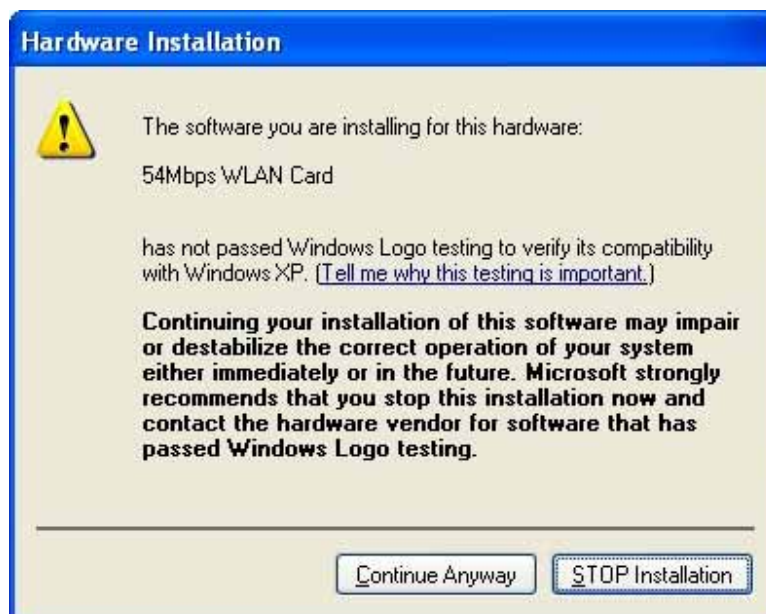 Hardware Installation
The software you are installing for this hardware:
54Mbps WLAN Card
has not passed Windows Logo testing to verify its compatibility
with Windows XP. (Tell me why this testing is important.)
Continuing your installation of this software may impair
or destabilize the correct operation of your system
either immediately or in the future. Microsoft strongly
recommends that you stop this installation now and
contact the hardware vendor for software that has
passed Windows Logo testing.
Continue Anyway
STOP Installation